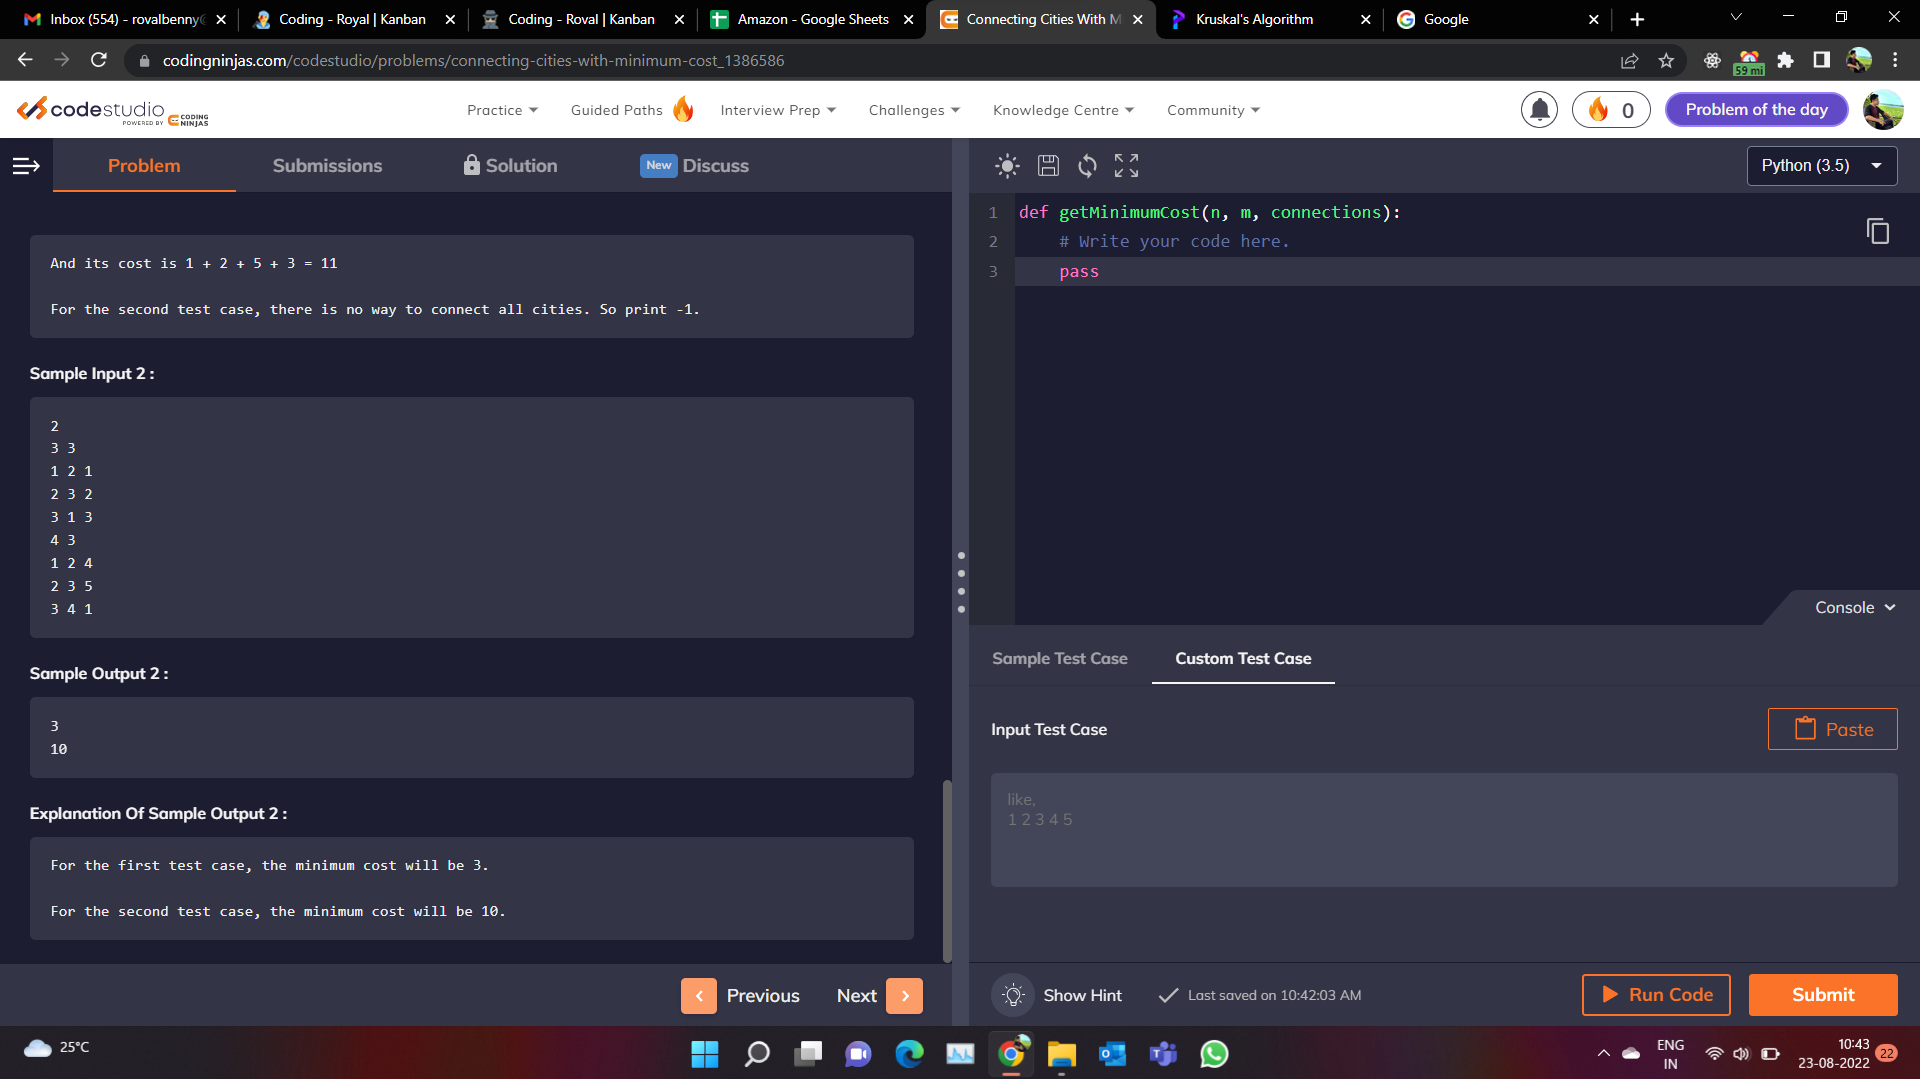 Inbox (554) - rovalbenny@
Coding - Royal | Kanban
Coding - Roval | Kanban
Amazon - Google Sheets
Connecting Cities With M
Kruskal's Algorithm
Google
codingninjas.com/codestudio/problems/connecting-cities-with-minimum-cost_1386586
59 mi
codestudio
POWERED BY CODING NINJAS
Practice
Guided Paths
Interview Prep
Challenges
Knowledge Centre
Community
0
Problem of the day
Problem
Submissions
Solution
New Discuss
Python (3.5)
And its cost is 1 + 2 + 5 + 3 = 11
For the second test case, there is no way to connect all cities. So print -1.
Sample Input 2 :
2
3 3
1 2 1
2 3 2
3 1 3
4 3
1 2 4
2 3 5
3 4 1
Sample Output 2 :
3
10
Explanation Of Sample Output 2 :
For the first test case, the minimum cost will be 3.
For the second test case, the minimum cost will be 10.
Previous
Next
1 def getMinimumCost(n, m, connections):
2 # Write your code here.
3 pass
Console
Sample Test Case
Custom Test Case
Input Test Case
Paste
like,
1 2 3 4 5
Show Hint
Last saved on 10:42:03 AM
Run Code
Submit
25°C
ENG
IN
10:43
23-08-2022
22